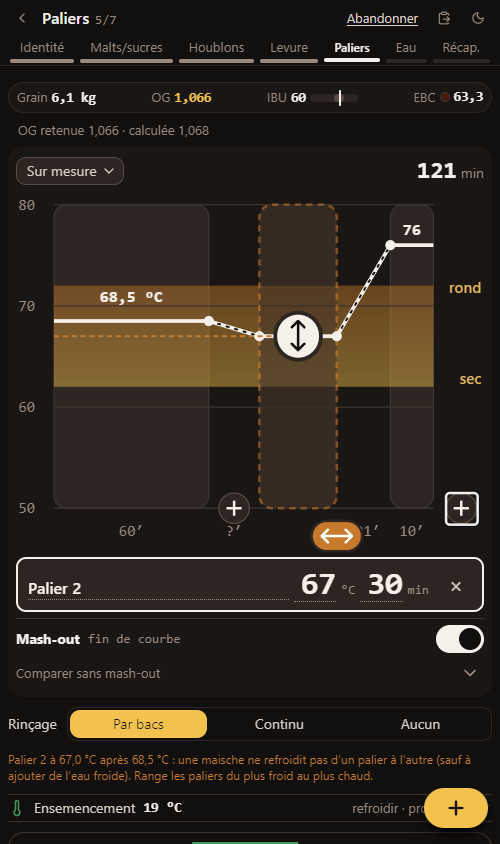 Paliers 5/7
Abandonner
Identité
Malts/sucres
Houblons
Levure
Paliers
Eau
Récap.
Grain 6,1 kg
OG 1,066
IBU 60
EBC 63,3
OG retenue 1,066 · calculée 1,068
Sur mesure
121 min
80
76
68,5 ºC
rond
70
sec
60
50
60′
?′
1′
10′
Palier 2
67 °C
30 min
Mash-out fin de courbe
Comparer sans mash-out
Rinçage
Par bacs
Continu
Aucun
Palier 2 à 67,0 °C après 68,5 °C : une maische ne refroidit pas d’un palier à l’autre (sauf à
ajouter de l’eau froide). Range les paliers du plus froid au plus chaud.
Ensemencement 19 ºC
refroidir ·